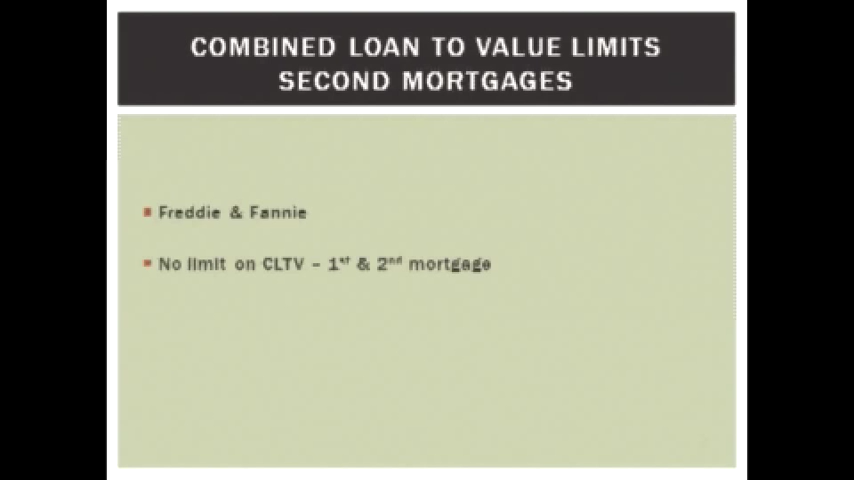 COMBINED LOAN TO VALUE LIMITS
SECOND MORTGAGES
Freddie & Fannie
No limit on CLTV – 1st & 2nd mortgage